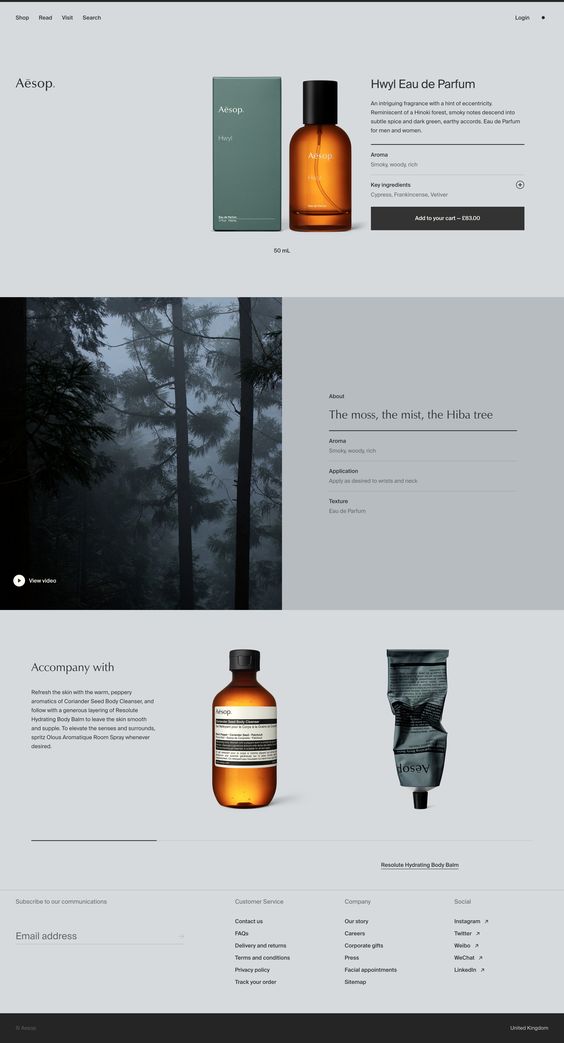 Shop Read Visit Search
Login
Aēsop.
Aēsop.
Hwyl
Eau de Parfum
Aēsop.
50 mL
Hwyl Eau de Parfum
An intriguing fragrance with a hint of eccentricity.
Reminiscent of a Hinoki forest, smoky notes descend into
subtle spice and dark green, earthy accords. Eau de Parfum
for men and women.
Aroma
Smoky, woody, rich
Key ingredients
Cypress, Frankincense, Vetiver
Add to your cart — £83.00
View video
About
The moss, the mist, the Hiba tree
Aroma
Smoky, woody, rich
Application
Apply as desired to wrists and neck
Texture
Eau de Parfum
Accompany with
Refresh the skin with the warm, peppery
aromatics of Coriander Seed Body Cleanser, and
follow with a generous layering of Resolute
Hydrating Body Balm to leave the skin smooth
and supple. To elevate the senses and surrounds,
spritz Olous Aromatique Room Spray whenever
desired.
Aēsop.
Coriander Seed Body Cleanser
Aesop
Resolute Hydrating Body Balm
Subscribe to our communications
Email address
Customer Service
Contact us
FAQs
Delivery and returns
Terms and conditions
Privacy policy
Track your order
Company
Our story
Careers
Corporate gifts
Press
Facial appointments
Sitemap
Social
Instagram ↗
Twitter ↗
Weibo ↗
WeChat ↗
LinkedIn ↗
© Aesop
United Kingdom